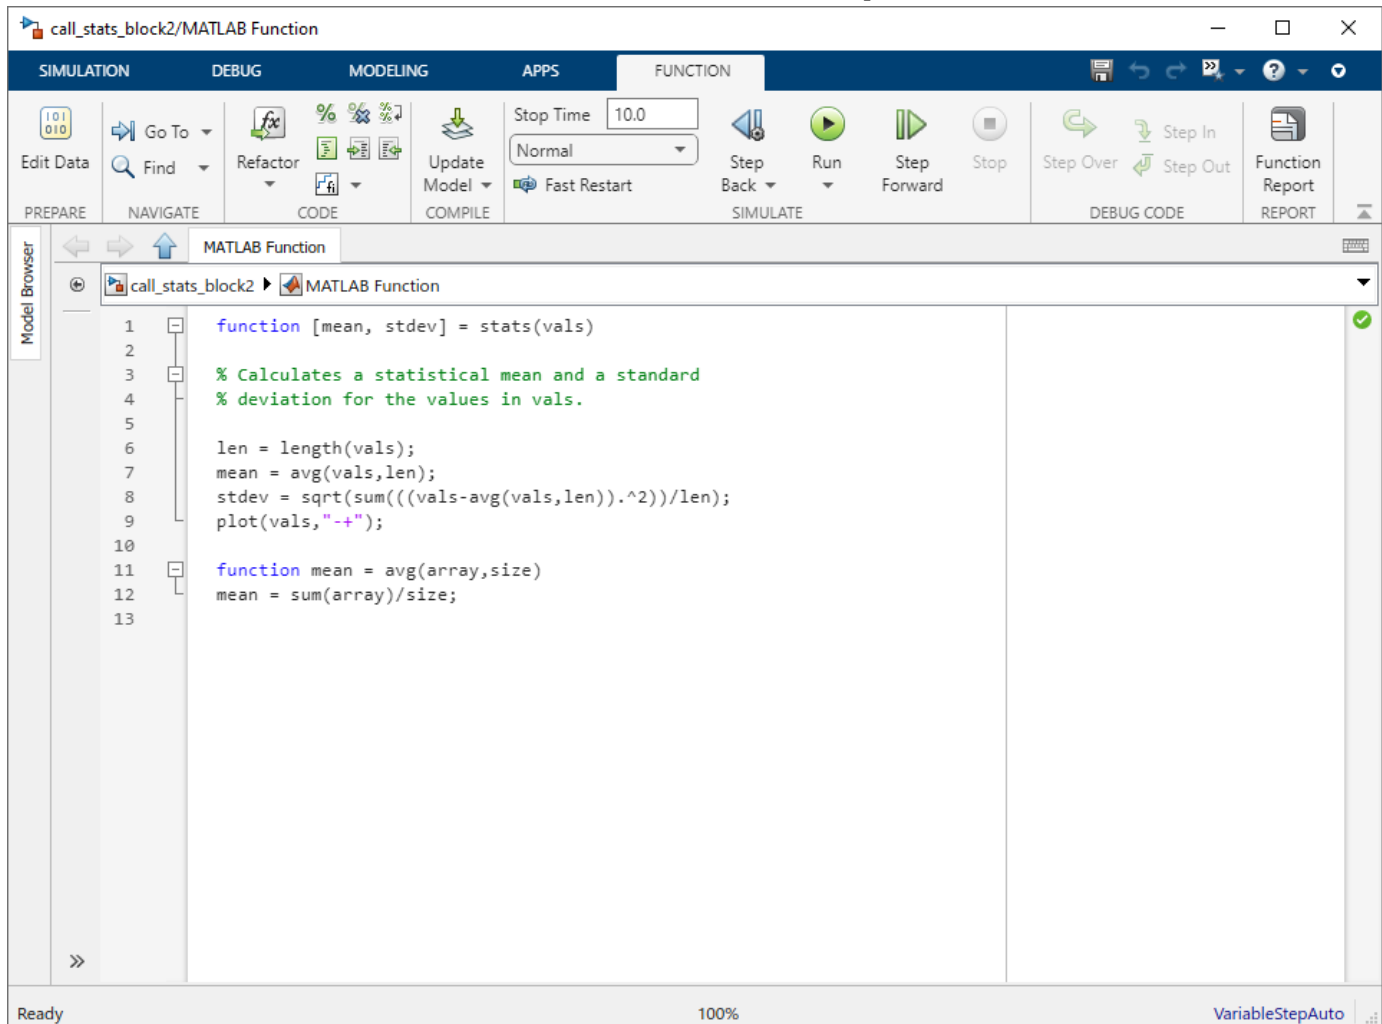 call_stats_block2/MATLAB Function
SIMULATION DEBUG MODELING APPS FUNCTION
Edit Data
PREPARE
Go To
Find
NAVIGATE
Refactor
CODE
Update
Model
COMPILE
Stop Time 10.0
Normal
Fast Restart
Step
Back
Run
Step
Forward
Stop
SIMULATE
Step Over
Step In
Step Out
DEBUG CODE
Function
Report
REPORT
Model Browser
MATLAB Function
call_stats_block2 MATLAB Function
1 function [mean, stdev] = stats(vals)
2
3 % Calculates a statistical mean and a standard
4 % deviation for the values in vals.
5
6 len = length(vals);
7 mean = avg(vals,len);
8 stdev = sqrt(sum(((vals-avg(vals,len)).^2))/len);
9 plot(vals,"-+");
10
11 function mean = avg(array,size)
12 mean = sum(array)/size;
13
Ready 100% VariableStepAuto